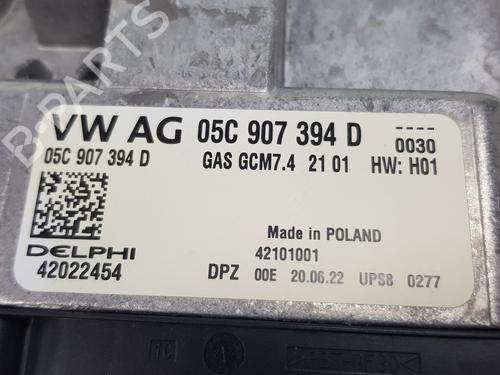 B-PARTS
VW AG 05C 907 394 D ----
0030
05C 907 394 D GAS GCM7.4 21 01 HW: H01
Made in POLAND
DELPHI 42101001
42022454 DPZ 00E 20.06.22 UPS8 0277